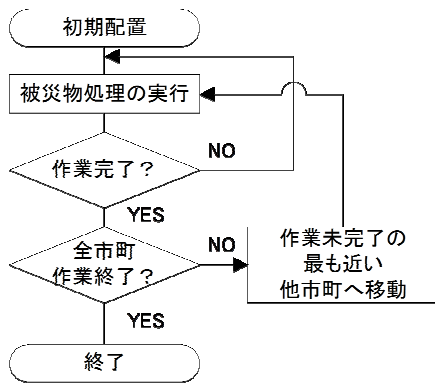 初期配置
被災物処理の実行
作業完了？
NO
YES
全市町
作業終了？
NO
作業未完了の
最も近い
他市町へ移動
YES
終了